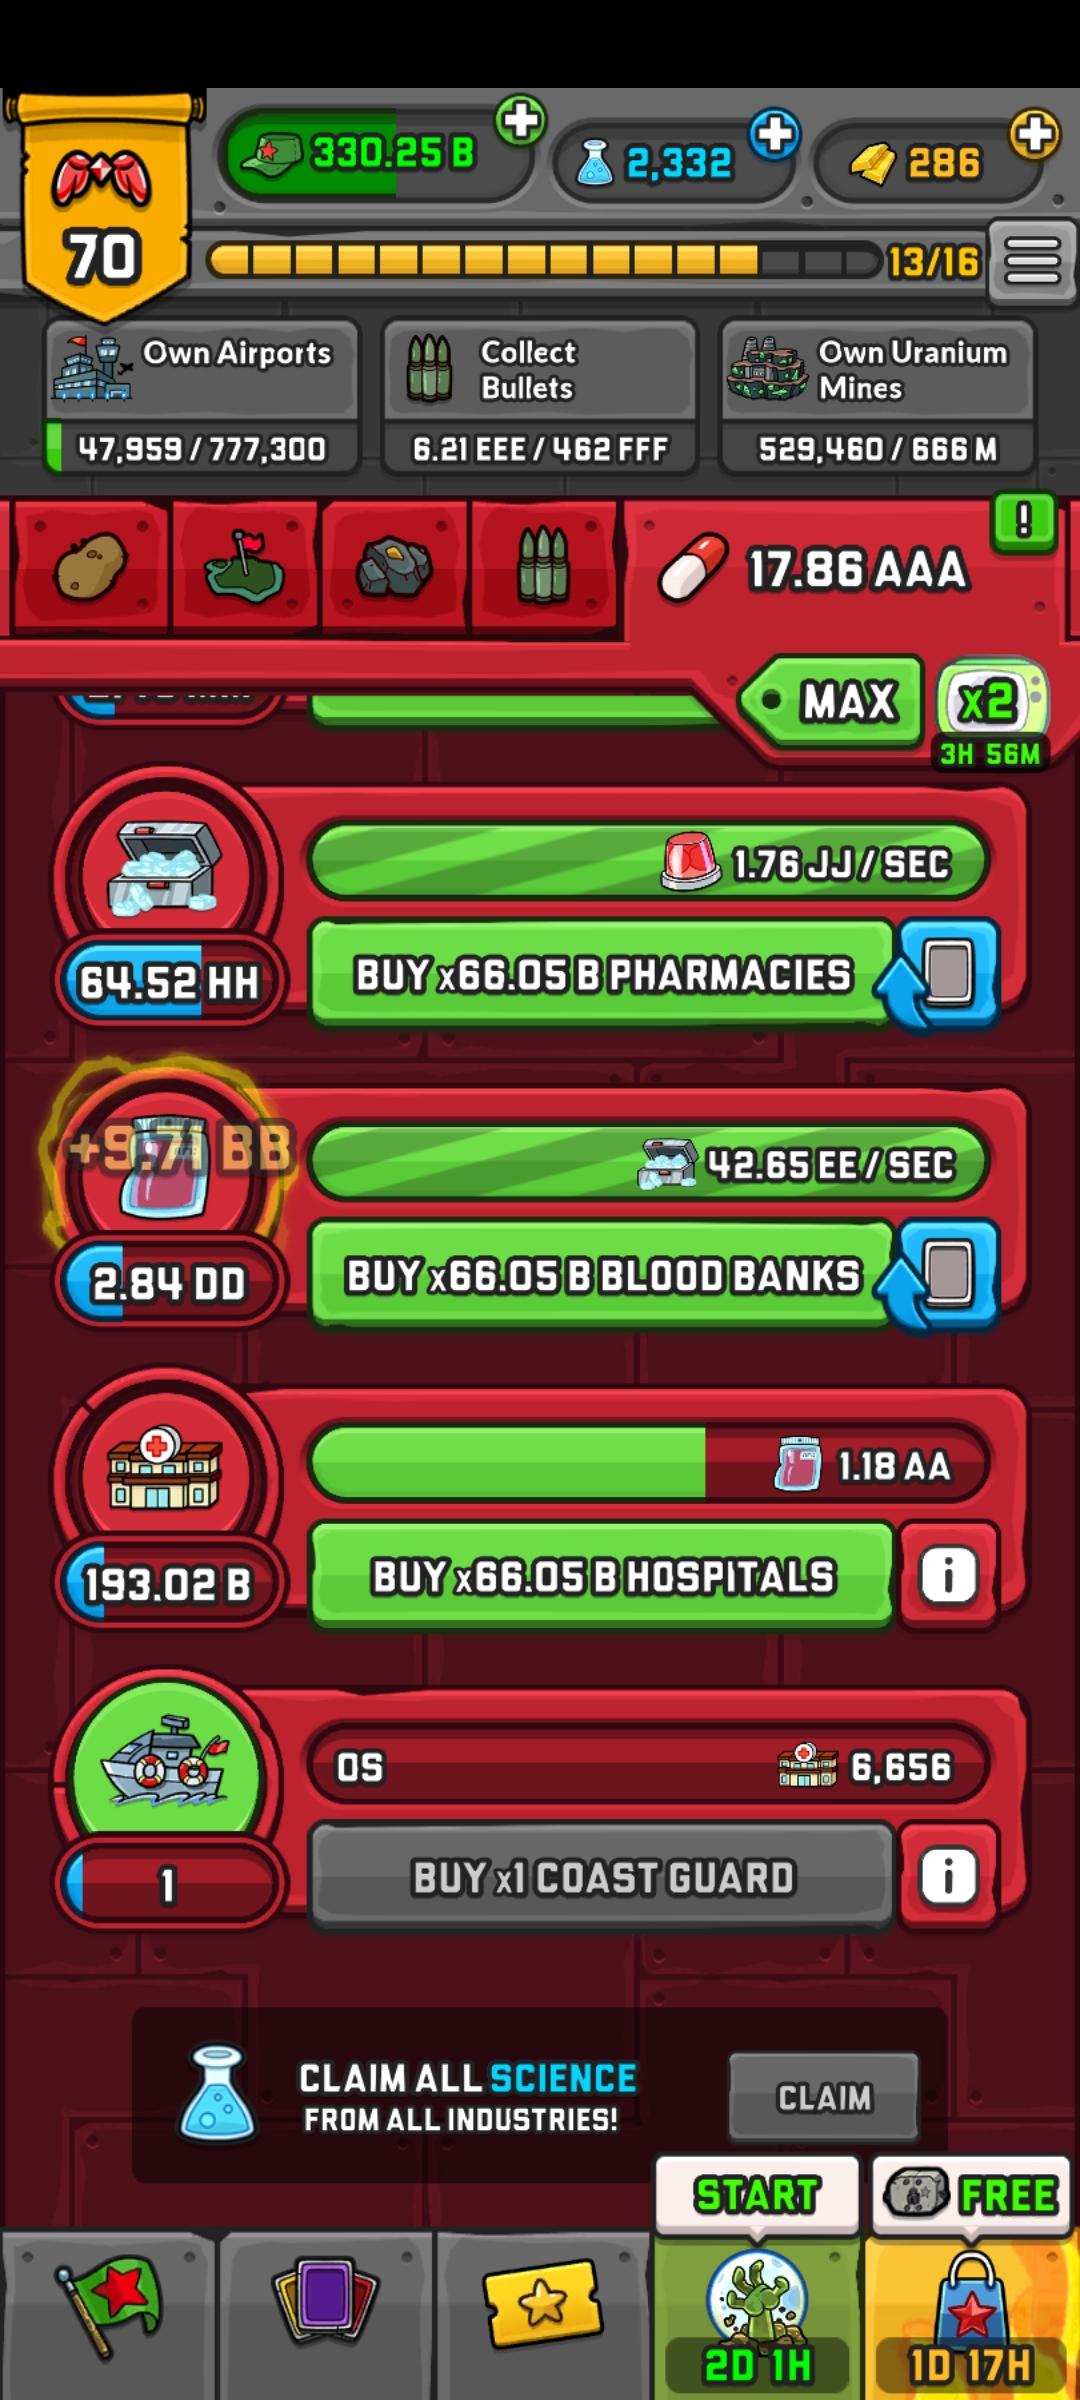 330.25 B
2,332
286
70
13/16
Own Airports
47,959 / 777,300
Collect
Bullets
6.21 EEE / 462 FFF
Own Uranium
Mines
529,460 / 666 M
!
17.86 AAA
MAX
x2
3H 56M
1.76 JJ / SEC
64.52 HH
BUY x66.05 B PHARMACIES
+9.71 BB
42.65 EE / SEC
2.84 DD
BUY x66.05 B BLOOD BANKS
1.18 AA
193.02 B
BUY x66.05 B HOSPITALS
i
0S
6,656
1
BUY x1 COAST GUARD
i
CLAIM ALL SCIENCE
FROM ALL INDUSTRIES!
CLAIM
START
FREE
2D 1H
1D 17H